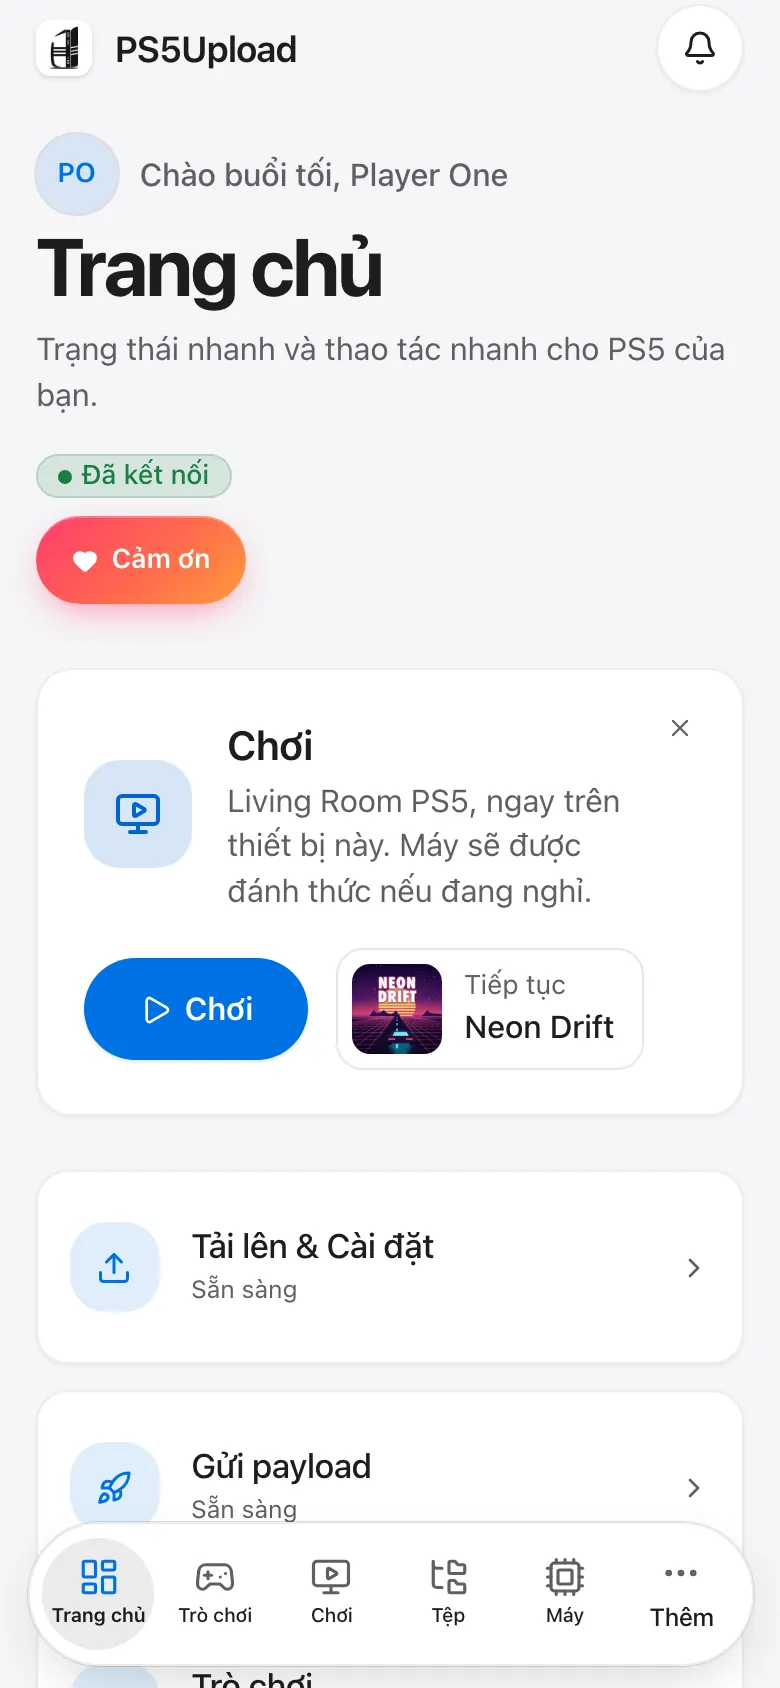 PS5Upload
PO
Chào buổi tối, Player One
Trang chủ
Trạng thái nhanh và thao tác nhanh cho PS5 của
bạn.
Đã kết nối
Cảm ơn
Chơi
Living Room PS5, ngay trên
thiết bị này. Máy sẽ được
đánh thức nếu đang nghỉ.
Chơi
NEON
DRIFT
Tiếp tục
Neon Drift
Tải lên & Cài đặt
Sẵn sàng
Gửi payload
Sẵn sàng
Trang chủ
Trò chơi
Chơi
Tệp
Máy
Thêm
Trò chơi